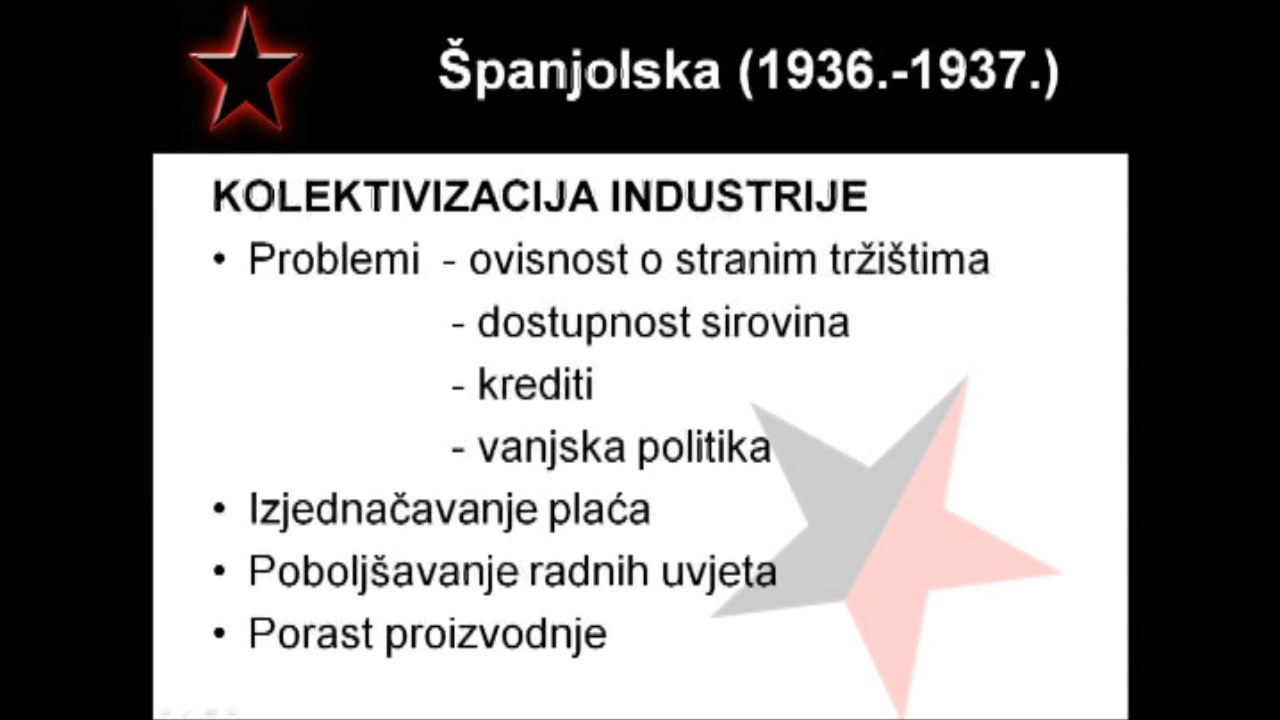 Španjolska (1936.-1937.)
KOLEKTIVIZACIJA INDUSTRIJE
• Problemi - ovisnost o stranim tržištima
- dostupnost sirovina
- krediti
- vanjska politika
• Izjednačavanje plaća
• Poboljšavanje radnih uvjeta
• Porast proizvodnje